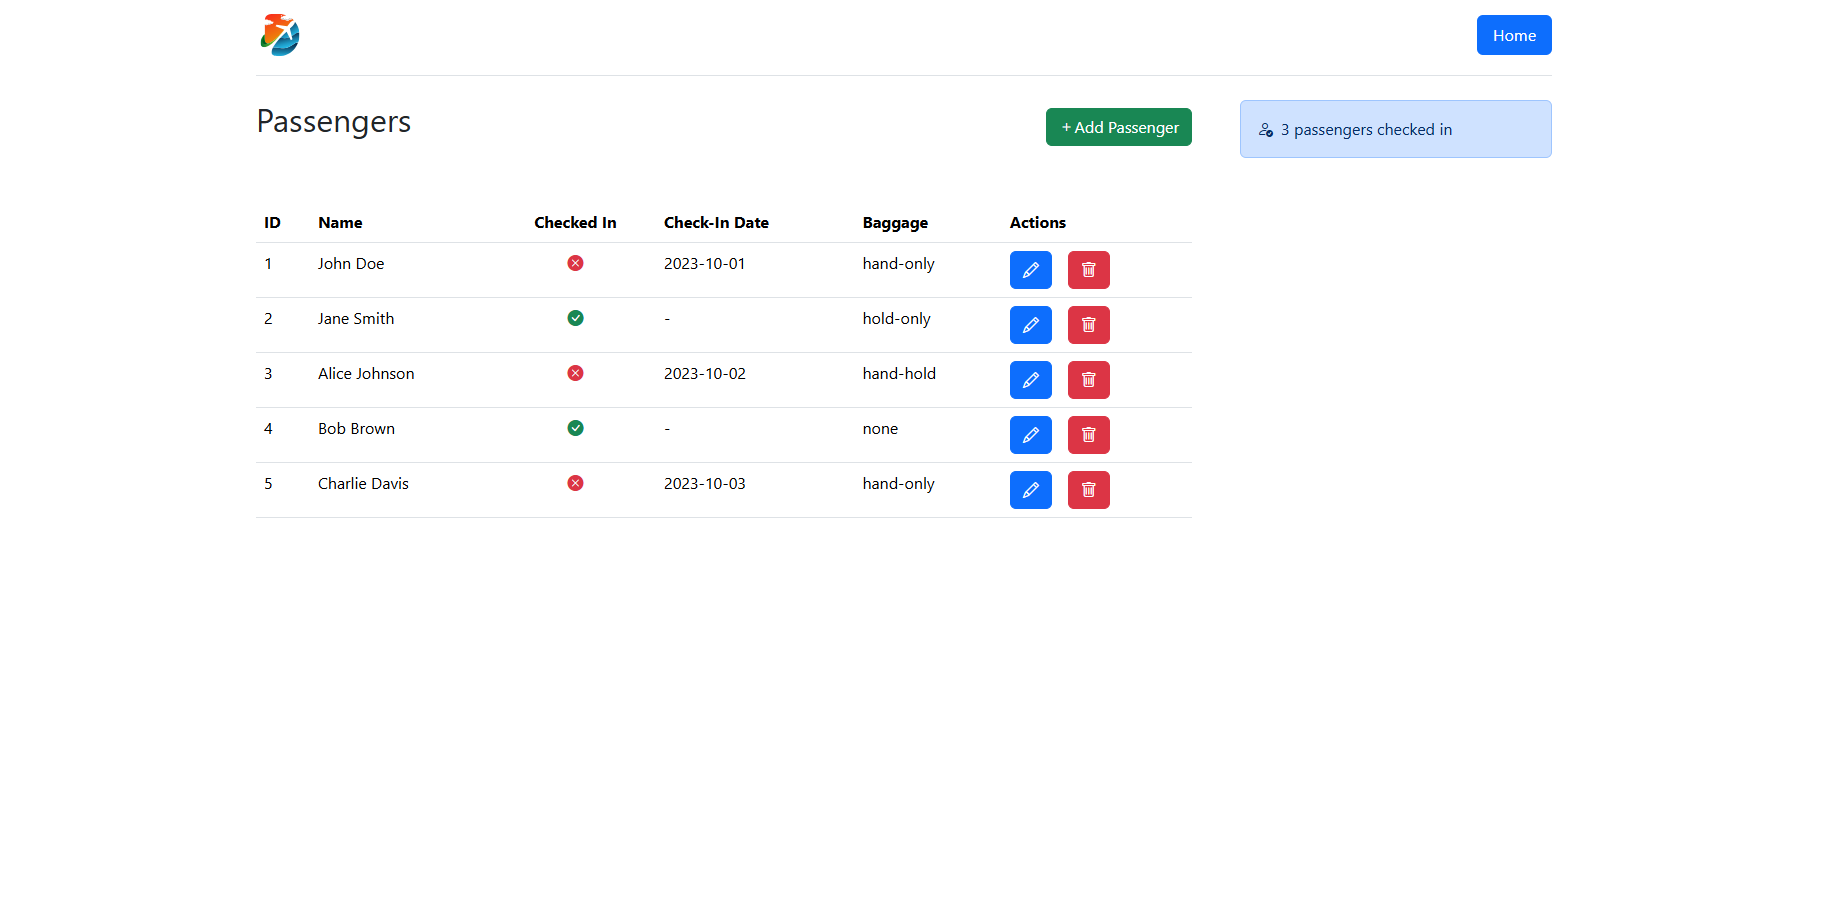 Home
Passengers
+ Add Passenger
3 passengers checked in
ID Name Checked In Check-In Date Baggage Actions
1 John Doe 2023-10-01 hand-only
2 Jane Smith - hold-only
3 Alice Johnson 2023-10-02 hand-hold
4 Bob Brown - none
5 Charlie Davis 2023-10-03 hand-only